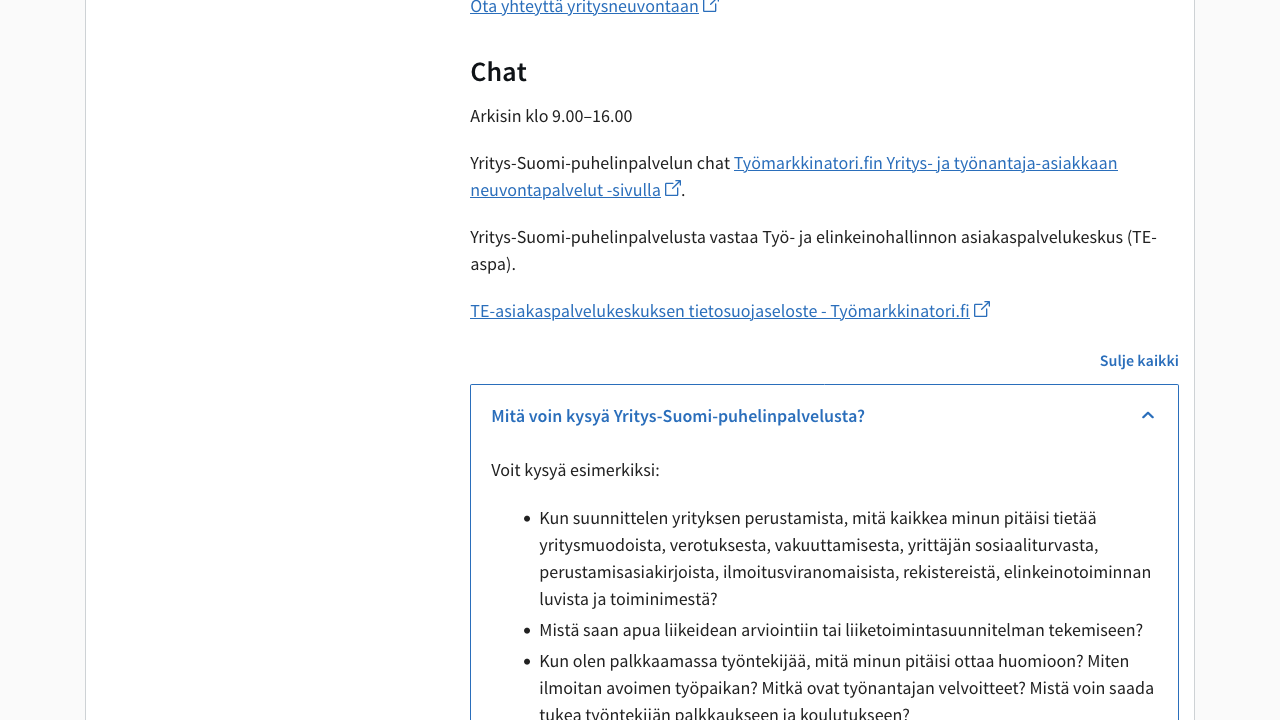 Ota yhteyttä yritysneuvontaan
Chat
Arkisin klo 9.00–16.00
Yritys-Suomi-puhelinpalvelun chat Työmarkkinatori.fin Yritys- ja työnantaja-asiakkaan
neuvontapalvelut -sivulla.
Yritys-Suomi-puhelinpalvelusta vastaa Työ- ja elinkeinohallinnon asiakaspalvelukeskus (TE-
aspa).
TE-asiakaspalvelukeskuksen tietosuojaseloste - Työmarkkinatori.fi
Sulje kaikki
Mitä voin kysyä Yritys-Suomi-puhelinpalvelusta?
Voit kysyä esimerkiksi:
• Kun suunnittelen yrityksen perustamista, mitä kaikkea minun pitäisi tietää
yritysmuodoista, verotuksesta, vakuuttamisesta, yrittäjän sosiaaliturvasta,
perustamisasiakirjoista, ilmoitusviranomaisista, rekistereistä, elinkeinotoiminnan
luvista ja toiminimestä?
• Mistä saan apua liikeidean arviointiin tai liiketoimintasuunnitelman tekemiseen?
• Kun olen palkkaamassa työntekijää, mitä minun pitäisi ottaa huomioon? Miten
ilmoitan avoimen työpaikan? Mitkä ovat työnantajan velvoitteet? Mistä voin saada
tukea työntekijän palkkaukseen ja koulutukseen?